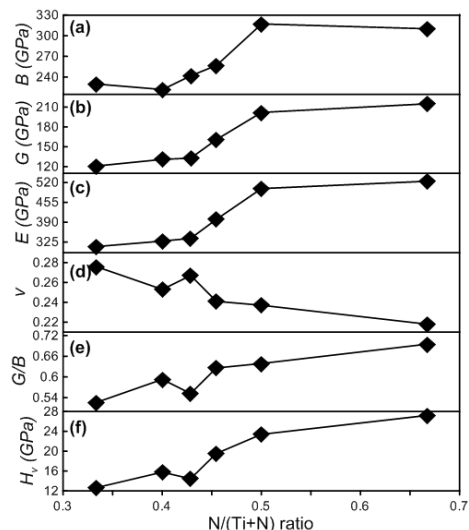 (a)
B (GPa)
330
300
270
240
(b)
G (GPa)
210
180
150
120
(c)
E (GPa)
520
455
390
325
(d)
ν
0.28
0.26
0.24
0.22
(e)
G/B
0.72
0.66
0.6
0.54
(f)
Hv (GPa)
28
24
20
16
12
0.3 0.4 0.5 0.6 0.7
N/(Ti+N) ratio